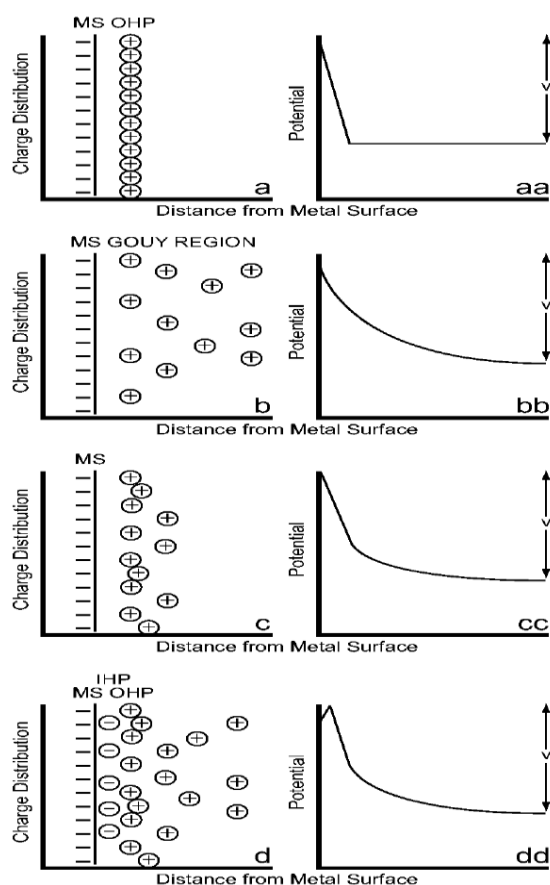 MS OHP
Charge Distribution
a
Potential
<
aa
Distance from Metal Surface
MS GOUY REGION
Charge Distribution
b
Potential
<
bb
Distance from Metal Surface
MS
Charge Distribution
c
Potential
<
cc
Distance from Metal Surface
IHP
MS OHP
Charge Distribution
d
Potential
<
dd
Distance from Metal Surface